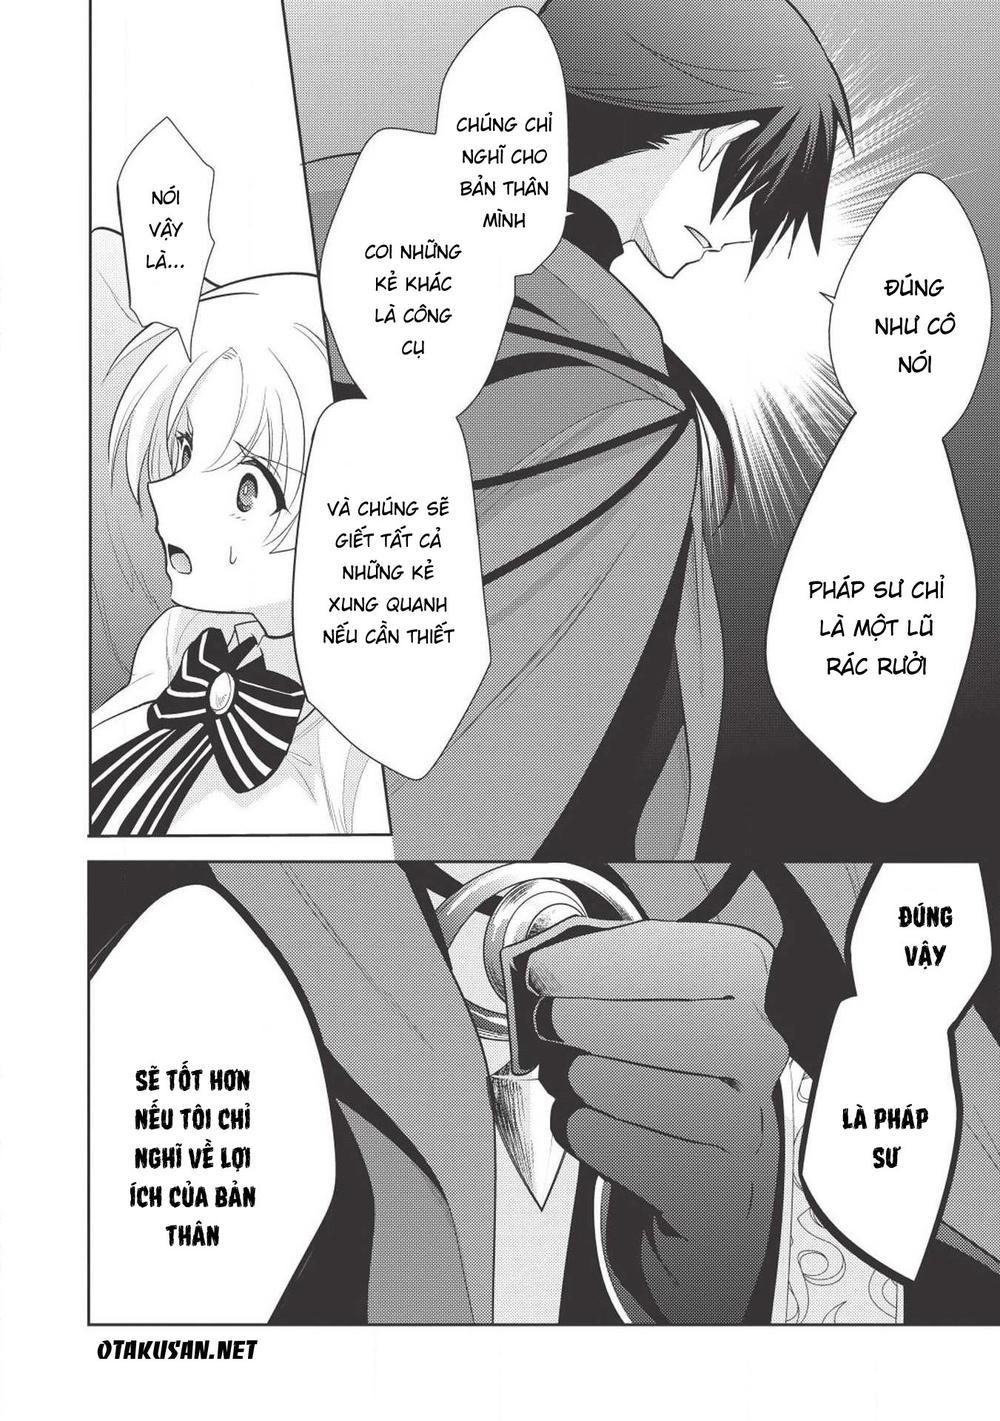 ĐÚNG
NHƯ CÔ
NÓI
PHÁP SƯ CHỈ
LÀ MỘT LŨ
RÁC RƯỞI
CHÚNG CHỈ
NGHĨ CHO
BẢN THÂN
MÌNH
COI NHỮNG
KẺ KHÁC
LÀ CÔNG
CỤ
VÀ CHÚNG SẼ
GIẾT TẤT CẢ
NHỮNG KẺ
XUNG QUANH
NẾU CẦN THIẾT
NÓI
VẬY
LÀ...
ĐÚNG
VẬY
LÀ PHÁP
SƯ
SẼ TỐT HƠN
NẾU TÔI CHỈ
NGHĨ VỀ LỢI
ÍCH CỦA BẢN
THÂN
OTAKUSAN.NET